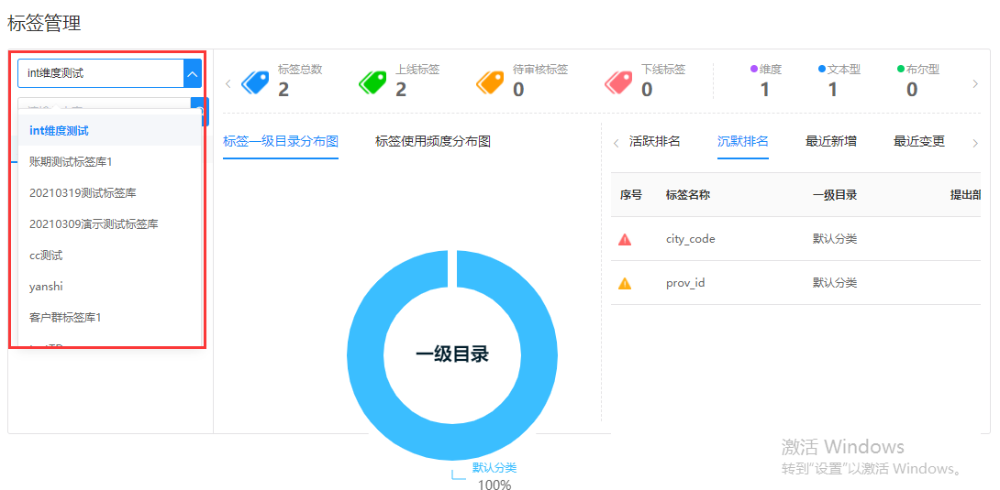 标签管理
int维度测试
int维度测试
账期测试标签库1
20210319测试标签库
20210309演示测试标签库
cc测试
yanshi
客户群标签库1
标签总数
2
上线标签
2
待审核标签
0
下线标签
0
维度
1
文本型
1
布尔型
0
标签一级目录分布图 标签使用频度分布图
一级目录
默认分类
100%
活跃排名 沉默排名 最近新增 最近变更
序号 标签名称 一级目录 提出部
city_code 默认分类
prov_id 默认分类
激活 Windows
转到"设置"以激活 Windows。